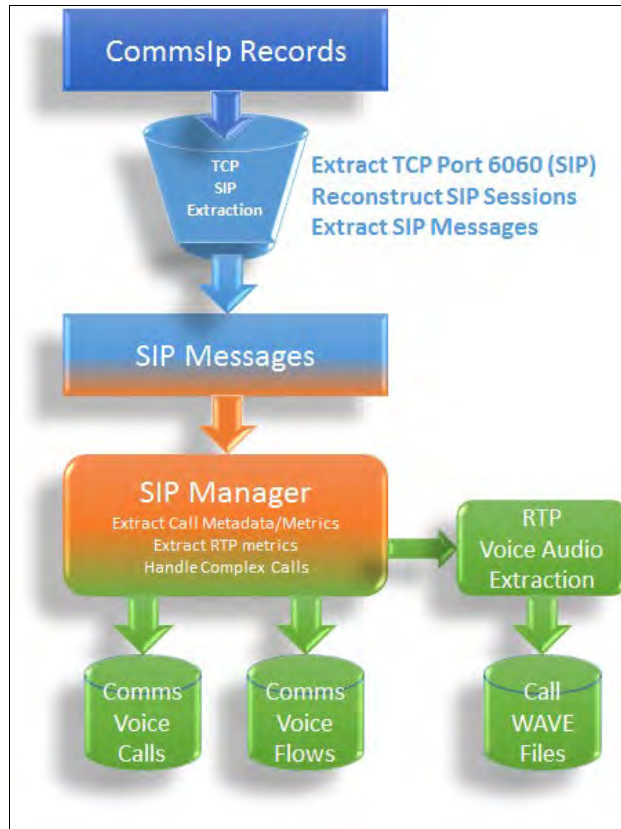 CommsIp Records
TCP
SIP
Extraction
Extract TCP Port 6060 (SIP)
Reconstruct SIP Sessions
Extract SIP Messages
SIP Messages
SIP Manager
Extract Call Metadata/Metrics
Extract RTP metrics
Handle Complex Calls
RTP
Voice Audio
Extraction
Comms
Voice
Calls
Comms
Voice
Flows
Call
WAVE
Files